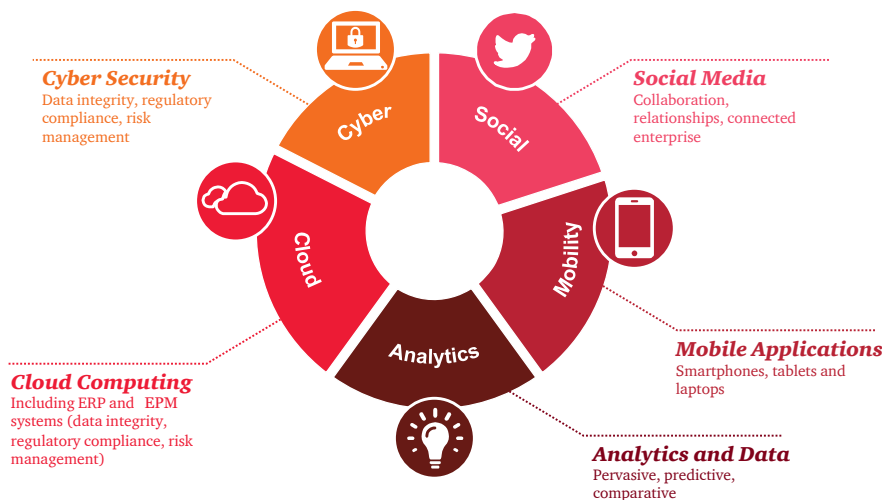 Cyber Security
Data integrity, regulatory
compliance, risk
management
Social Media
Collaboration,
relationships, connected
enterprise
Cyber
Social
Cloud
Mobility
Analytics
Mobile Applications
Smartphones, tablets and
laptops
Cloud Computing
Including ERP and EPM
systems (data integrity,
regulatory compliance, risk
management)
Analytics and Data
Pervasive, predictive,
comparative